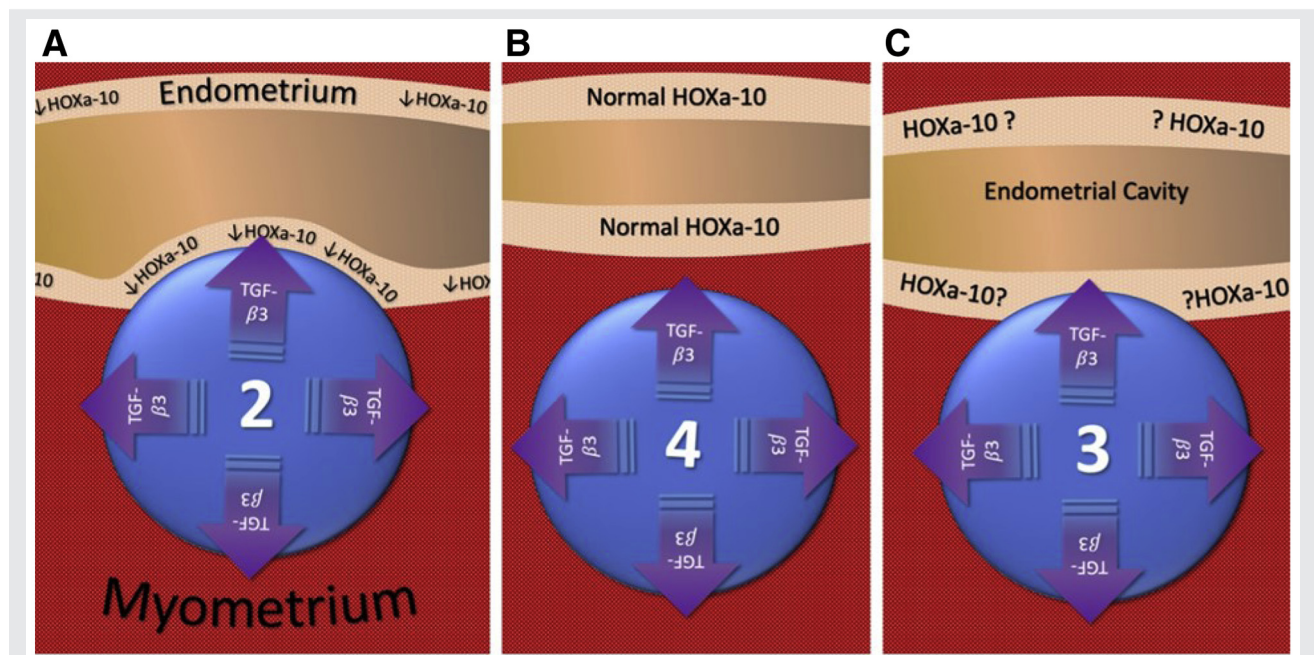 A
↓HOXa-10
Endometrium
↓HOXa-10
↓HOXa-10
↓HOXa-10
↓HOXa-10
10
↓HOX
TGF-
β3
TGF-
β3
2
TGF-
β3
TGF-
β3
Myometrium
B
Normal HOXa-10
Normal HOXa-10
TGF-
β3
TGF-
β3
4
TGF-
β3
TGF-
β3
C
HOXa-10 ?
? HOXa-10
Endometrial Cavity
HOXa-10?
?HOXa-10
TGF-
β3
TGF-
β3
3
TGF-
β3
TGF-
β3